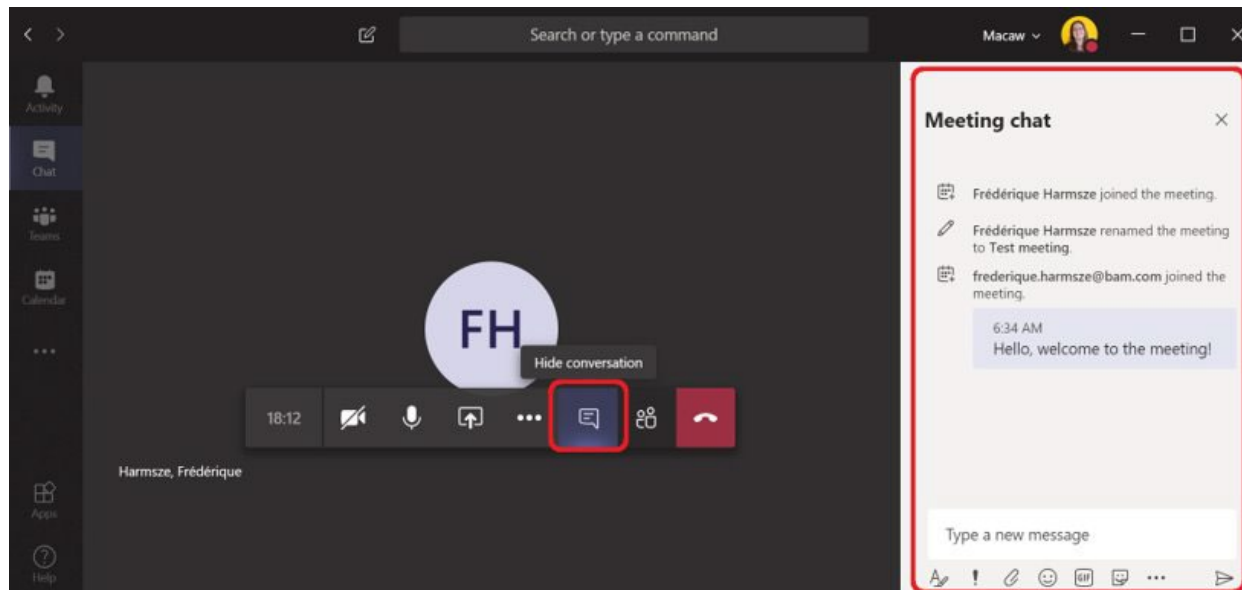 Search or type a command
Macaw
Activity
Chat
Teams
Calendar
Apps
Help
FH
Hide conversation
18:12
Harmsze, Frédérique
Meeting chat
Frédérique Harmsze joined the meeting.
Frédérique Harmsze renamed the meeting
to Test meeting.
frederique.harmsze@bam.com joined the
meeting.
6:34 AM
Hello, welcome to the meeting!
Type a new message
GIF